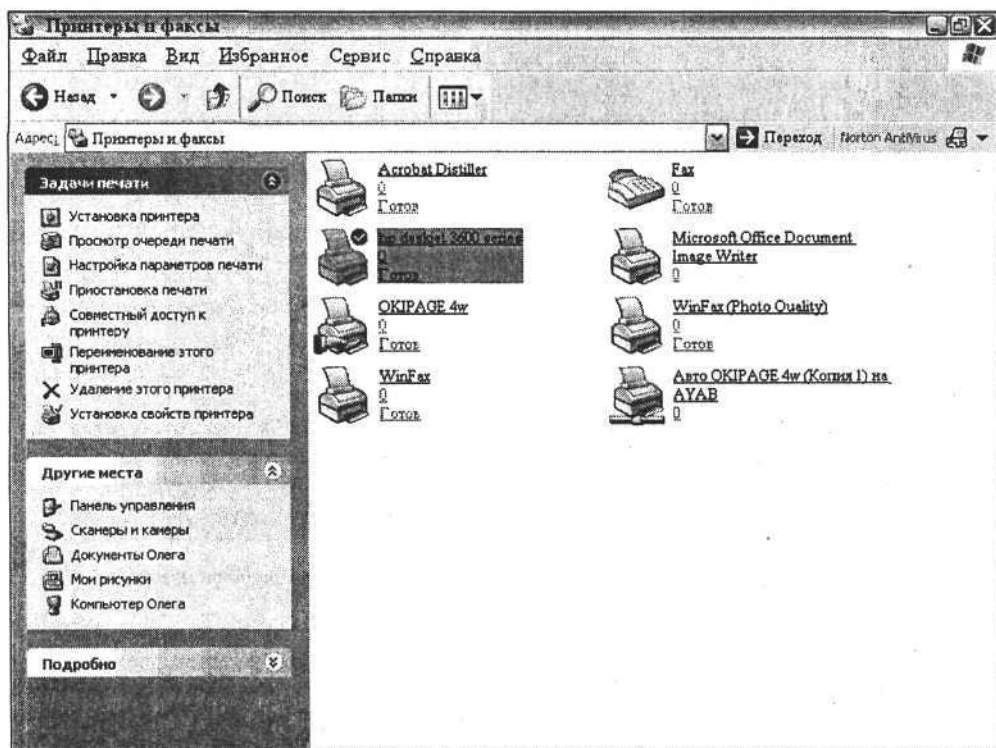 Принтеры и факсы
Файл Правка Вид Избранное Сервис Справка
Назад Поиск Папки
Адрес: Принтеры и факсы Переход Norton AntiVirus
Задачи печати
Установка принтера
Просмотр очереди печати
Настройка параметров печати
Приостановка печати
Совместный доступ к
принтеру
Переименование этого
принтера
Удаление этого принтера
Установка свойств принтера
Другие места
Панель управления
Сканеры и камеры
Документы Олега
Мои рисунки
Компьютер Олега
Подробно
Acrobat Distiller
0
Готов
Fax
0
Готов
hp deskjet 3600 series
0
Готов
Microsoft Office Document
Image Writer
0
OKIPAGE 4w
0
Готов
WinFax (Photo Quality)
0
Готов
WinFax
0
Готов
Авто OKIPAGE 4w (Копия 1) на
AYAB
0